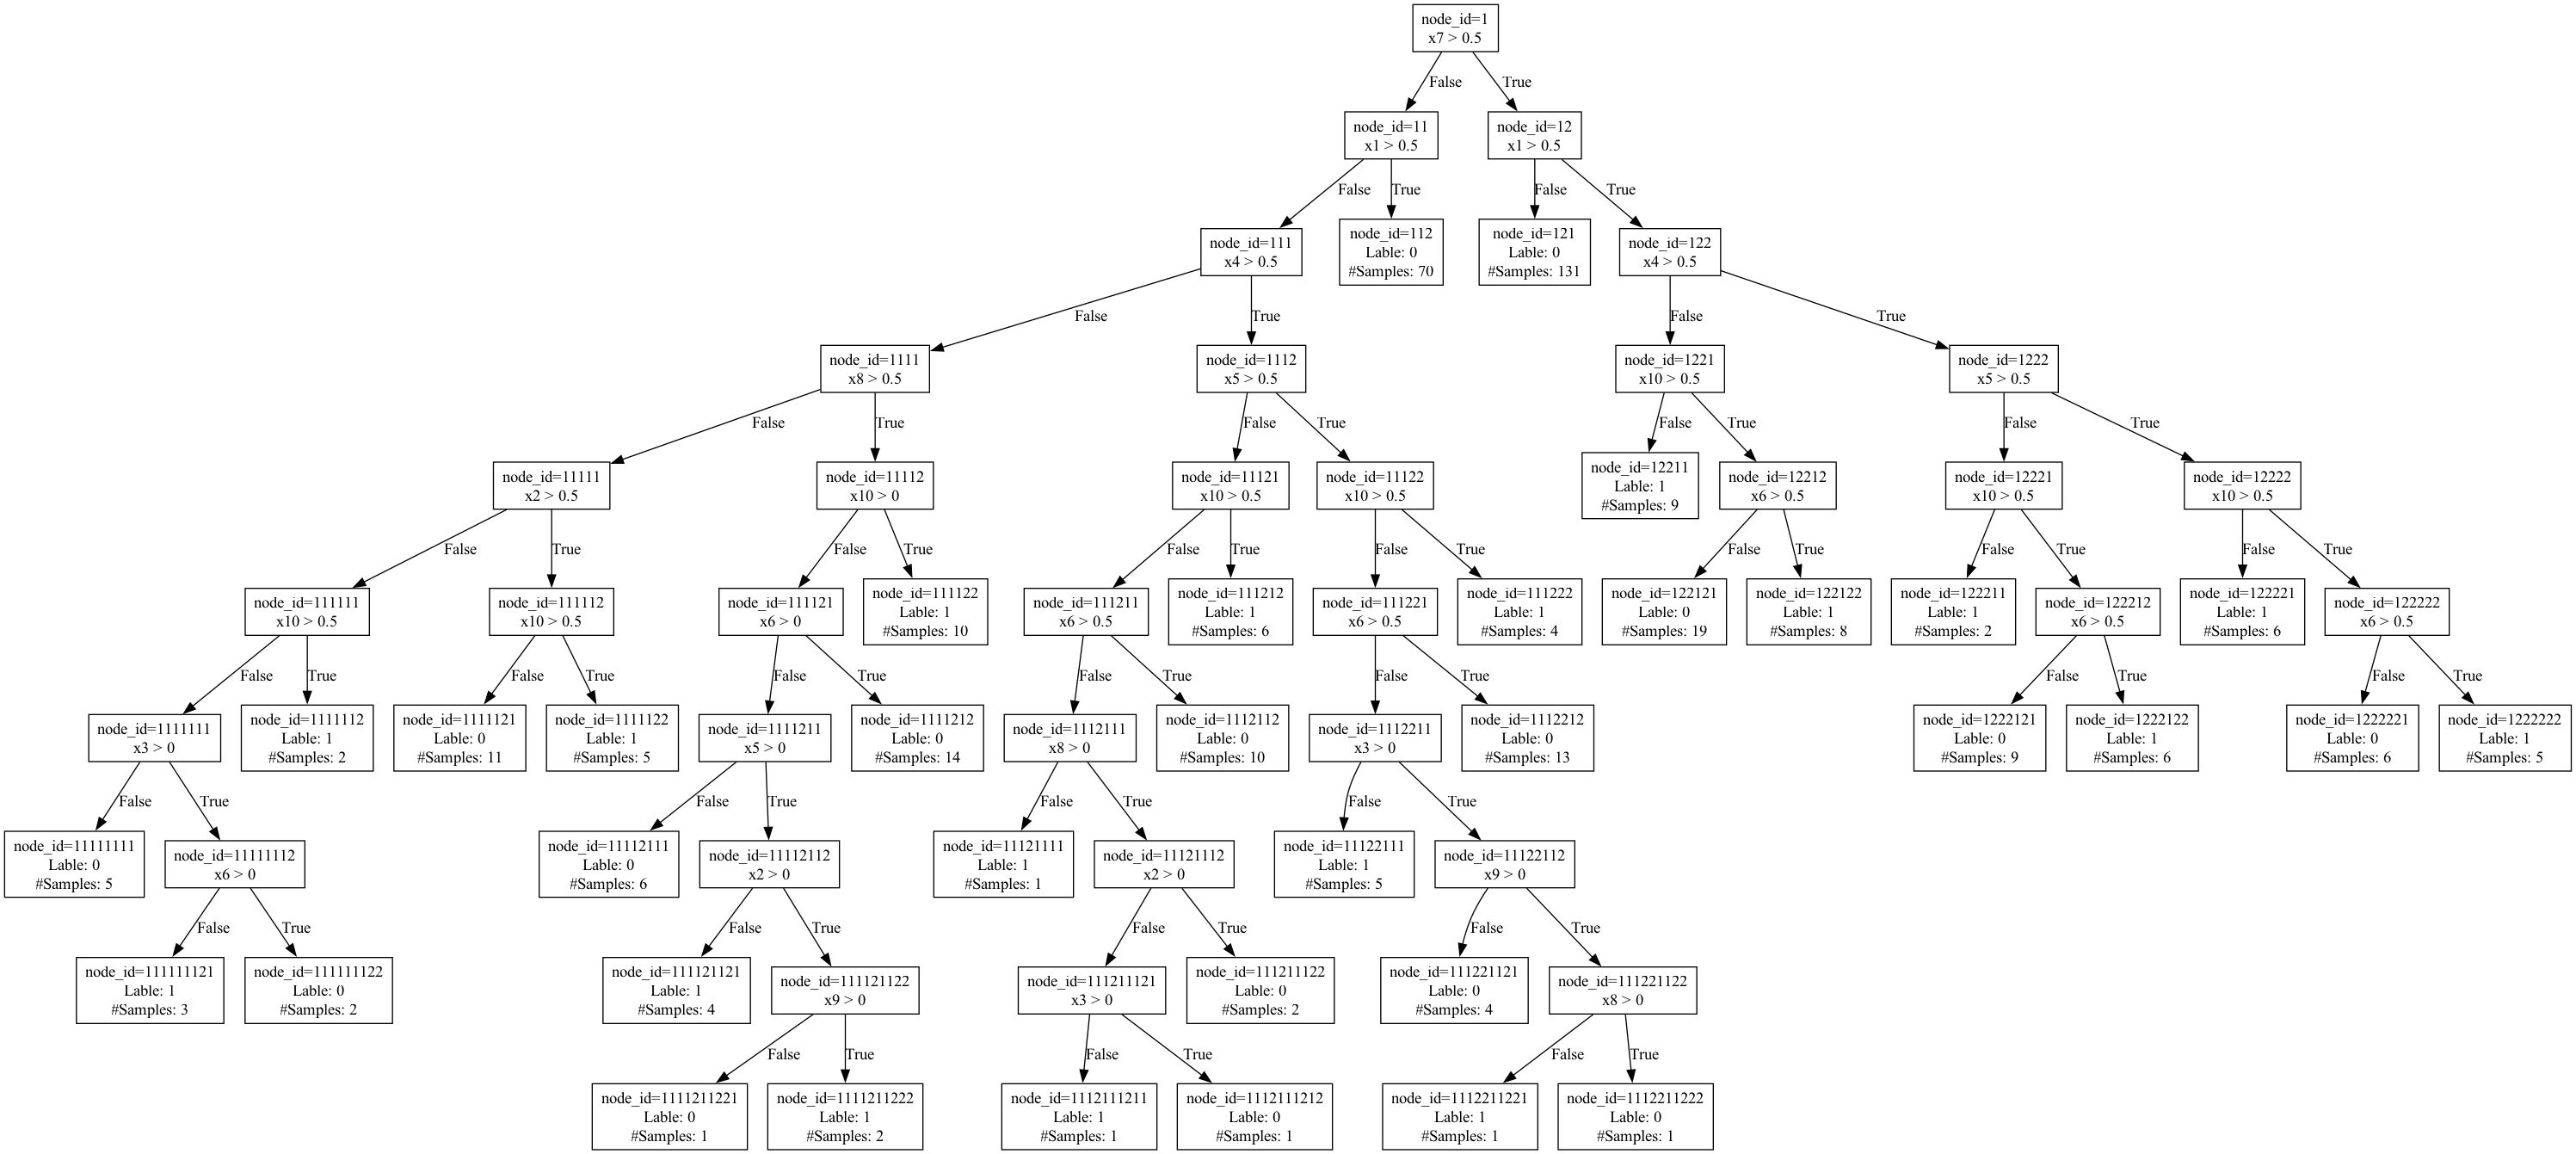 node_id=1
x7 > 0.5
False
True
node_id=11
x1 > 0.5
node_id=12
x1 > 0.5
False
True
False
True
node_id=111
x4 > 0.5
node_id=112
Lable: 0
#Samples: 70
node_id=121
Lable: 0
#Samples: 131
node_id=122
x4 > 0.5
False
True
False
True
node_id=1111
x8 > 0.5
node_id=1112
x5 > 0.5
node_id=1221
x10 > 0.5
node_id=1222
x5 > 0.5
False
True
False
True
False
True
False
True
node_id=11111
x2 > 0.5
node_id=11112
x10 > 0
node_id=11121
x10 > 0.5
node_id=11122
x10 > 0.5
node_id=12211
Lable: 1
#Samples: 9
node_id=12212
x6 > 0.5
node_id=12221
x10 > 0.5
node_id=12222
x10 > 0.5
False
True
False
True
False
True
False
True
False
True
False
True
False
True
node_id=111111
x10 > 0.5
node_id=111112
x10 > 0.5
node_id=111121
x6 > 0
node_id=111122
Lable: 1
#Samples: 10
node_id=111211
x6 > 0.5
node_id=111212
Lable: 1
#Samples: 6
node_id=111221
x6 > 0.5
node_id=111222
Lable: 1
#Samples: 4
node_id=122121
Lable: 0
#Samples: 19
node_id=122122
Lable: 1
#Samples: 8
node_id=122211
Lable: 1
#Samples: 2
node_id=122212
x6 > 0.5
node_id=122221
Lable: 1
#Samples: 6
node_id=122222
x6 > 0.5
False
True
False
True
False
True
False
True
False
True
False
True
False
True
node_id=1111111
x3 > 0
node_id=1111112
Lable: 1
#Samples: 2
node_id=1111121
Lable: 0
#Samples: 11
node_id=1111122
Lable: 1
#Samples: 5
node_id=1111211
x5 > 0
node_id=1111212
Lable: 0
#Samples: 14
node_id=1112111
x8 > 0
node_id=1112112
Lable: 0
#Samples: 10
node_id=1112211
x3 > 0
node_id=1112212
Lable: 0
#Samples: 13
node_id=1222121
Lable: 0
#Samples: 9
node_id=1222122
Lable: 1
#Samples: 6
node_id=1222221
Lable: 0
#Samples: 6
node_id=1222222
Lable: 1
#Samples: 5
False
True
False
True
False
True
False
True
node_id=11111111
Lable: 0
#Samples: 5
node_id=11111112
x6 > 0
node_id=11112111
Lable: 0
#Samples: 6
node_id=11112112
x2 > 0
node_id=11121111
Lable: 1
#Samples: 1
node_id=11121112
x2 > 0
node_id=11122111
Lable: 1
#Samples: 5
node_id=11122112
x9 > 0
False
True
False
True
False
True
False
True
node_id=111111121
Lable: 1
#Samples: 3
node_id=111111122
Lable: 0
#Samples: 2
node_id=111121121
Lable: 1
#Samples: 4
node_id=111121122
x9 > 0
node_id=111211121
x3 > 0
node_id=111211122
Lable: 0
#Samples: 2
node_id=111221121
Lable: 0
#Samples: 4
node_id=111221122
x8 > 0
False
True
False
True
False
True
node_id=1111211221
Lable: 0
#Samples: 1
node_id=1111211222
Lable: 1
#Samples: 2
node_id=1112111211
Lable: 1
#Samples: 1
node_id=1112111212
Lable: 0
#Samples: 1
node_id=1112211221
Lable: 1
#Samples: 1
node_id=1112211222
Lable: 0
#Samples: 1